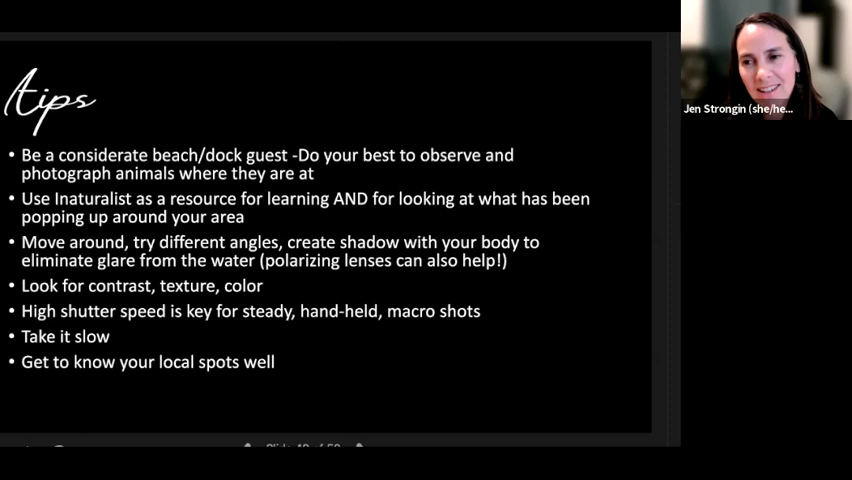 tips
Jen Strongin (she/he...
• Be a considerate beach/dock guest -Do your best to observe and
photograph animals where they are at
• Use Inaturalist as a resource for learning AND for looking at what has been
popping up around your area
• Move around, try different angles, create shadow with your body to
eliminate glare from the water (polarizing lenses can also help!)
• Look for contrast, texture, color
• High shutter speed is key for steady, hand-held, macro shots
• Take it slow
• Get to know your local spots well